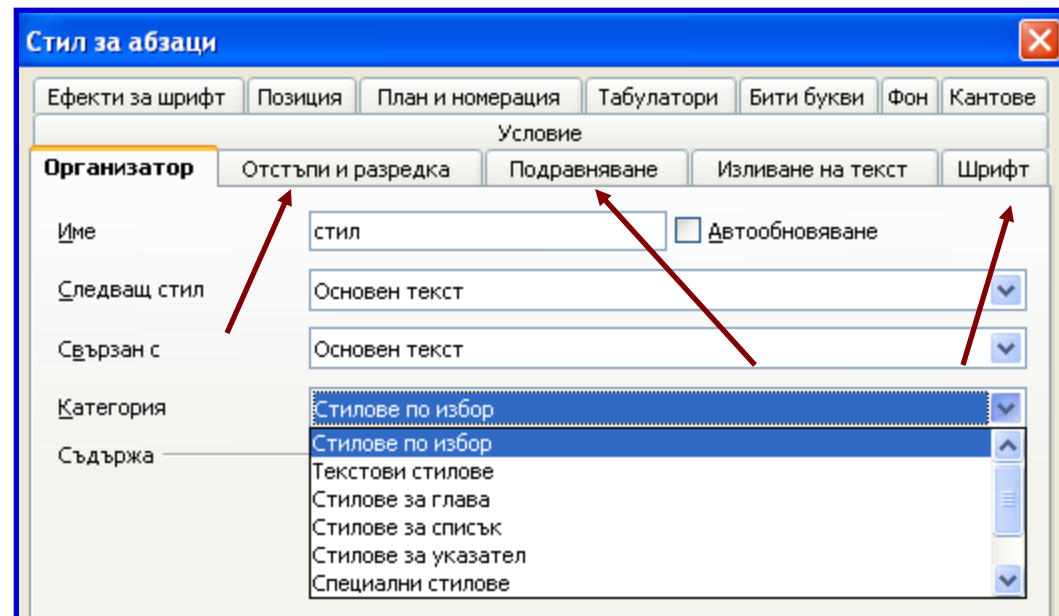 Стил за абзаци
Ефекти за шрифт Позиция План и номерация Табулатори Бити букви Фон Кантове
Условие
Организатор Отстъпи и разредка Подравняване Изливане на текст Шрифт
Име стил Автообновяване
Следващ стил Основен текст
Свързан с Основен текст
Категория Стилове по избор
Стилове по избор
Съдържа
Текстови стилове
Стилове за глава
Стилове за списък
Стилове за указател
Специални стилове